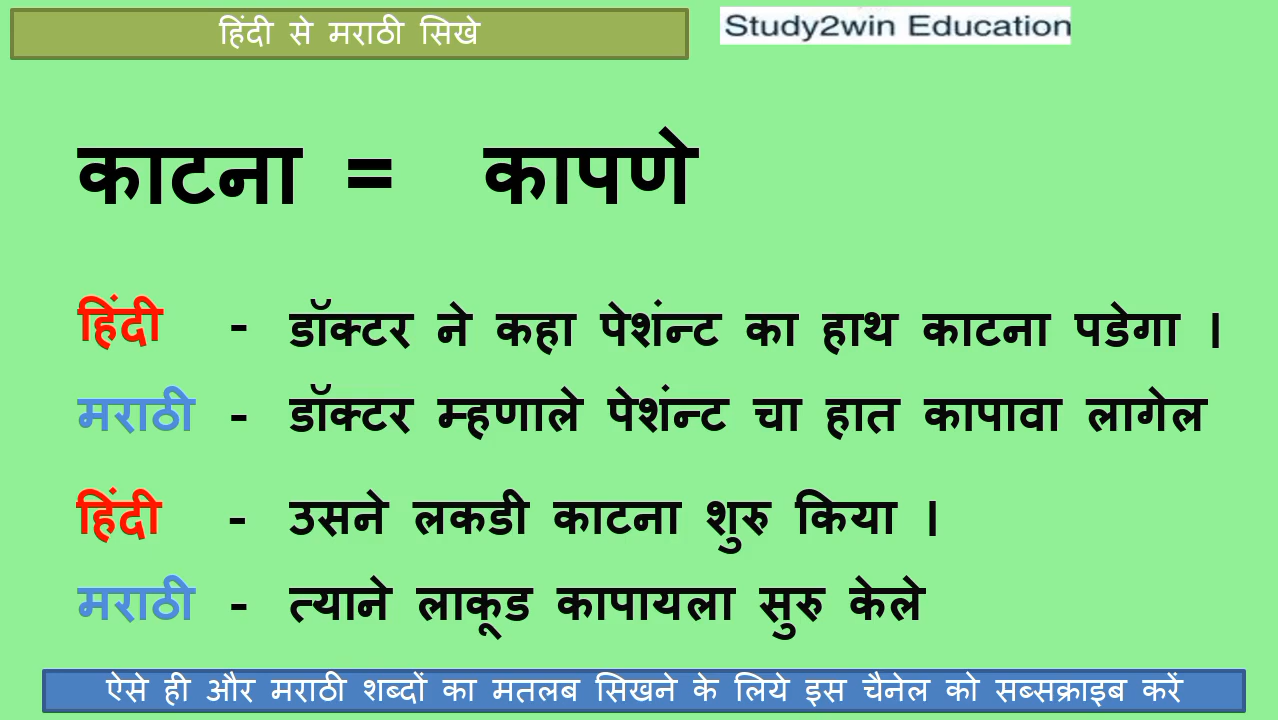 हिंदी से मराठी सिखे
Study2win Education
काटना = कापणे
हिंदी - डॉक्टर ने कहा पेशंन्ट का हाथ काटना पडेगा ।
मराठी - डॉक्टर म्हणाले पेशंन्ट चा हात कापावा लागेल
हिंदी - उसने लकडी काटना शुरु किया ।
मराठी - त्याने लाकूड कापायला सुरु केले
ऐसे ही और मराठी शब्दों का मतलब सिखने के लिये इस चैनेल को सब्सक्राइब करें